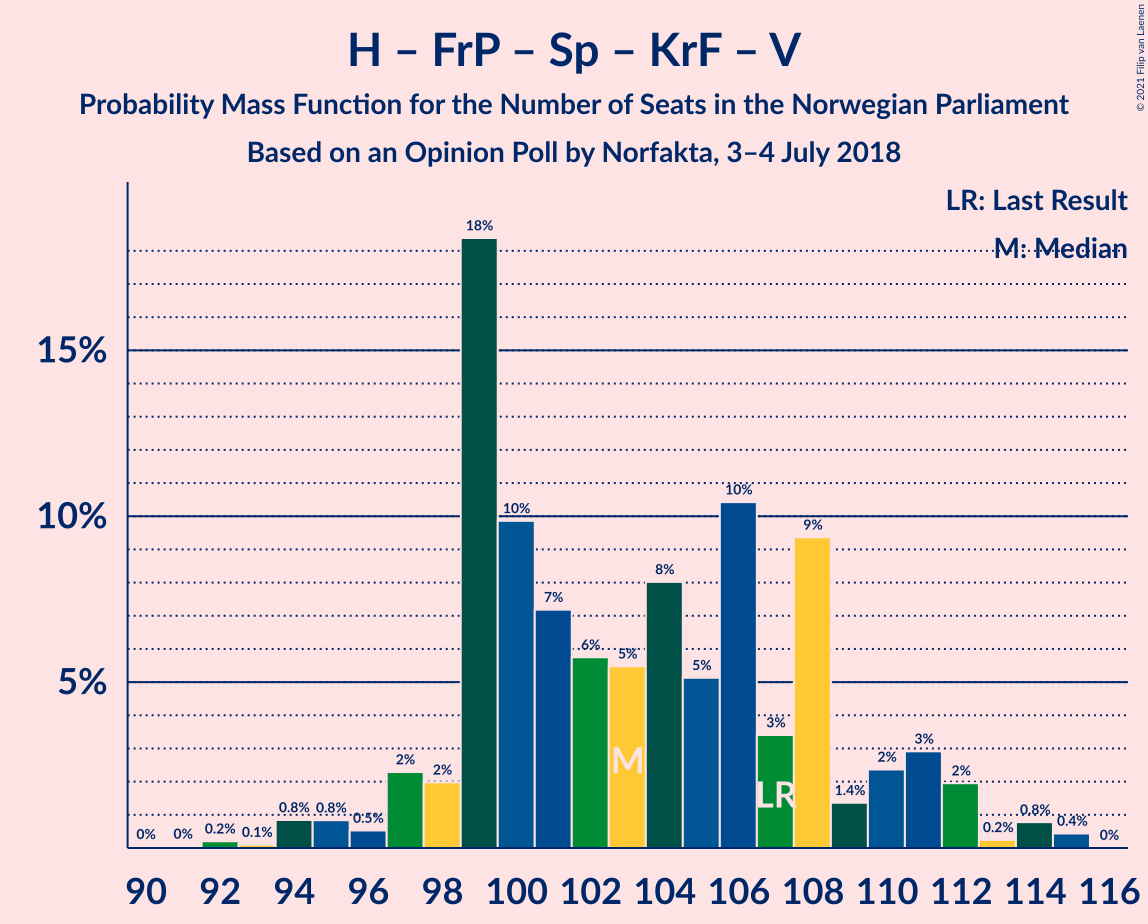 H – FrP – Sp – KrF – V
Probability Mass Function for the Number of Seats in the Norwegian Parliament
Based on an Opinion Poll by Norfakta, 3–4 July 2018
© 2021 Filip van Laenen
LR: Last Result
M: Median
15%
10%
5%
0% 0% 0.2% 0.1% 0.8% 0.8% 0.5% 2% 2% 18% 10% 7% 6% 5% 8% 5% 10% 3% 9% 1.4% 2% 3% 2% 0.2% 0.8% 0.4% 0%
M
LR
90 92 94 96 98 100 102 104 106 108 110 112 114 116